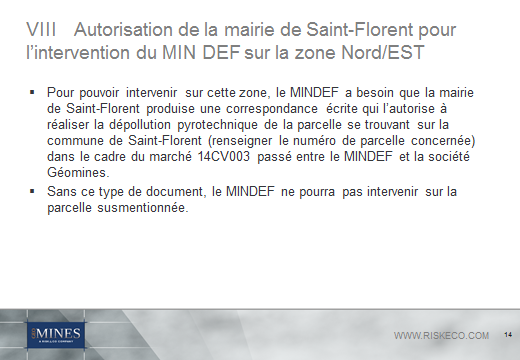 VIII Autorisation de la mairie de Saint-Florent pour
l'intervention du MIN DEF sur la zone Nord/EST
▪ Pour pouvoir intervenir sur cette zone, le MINDEF a besoin que la mairie
de Saint-Florent produise une correspondance écrite qui l'autorise à
réaliser la dépollution pyrotechnique de la parcelle se trouvant sur la
commune de Saint-Florent (renseigner le numéro de parcelle concernée)
dans le cadre du marché 14CV003 passé entre le MINDEF et la société
Géomines.
▪ Sans ce type de document, le MINDEF ne pourra pas intervenir sur la
parcelle susmentionnée.
GEO MINES
WWW.RISKECO.COM 14